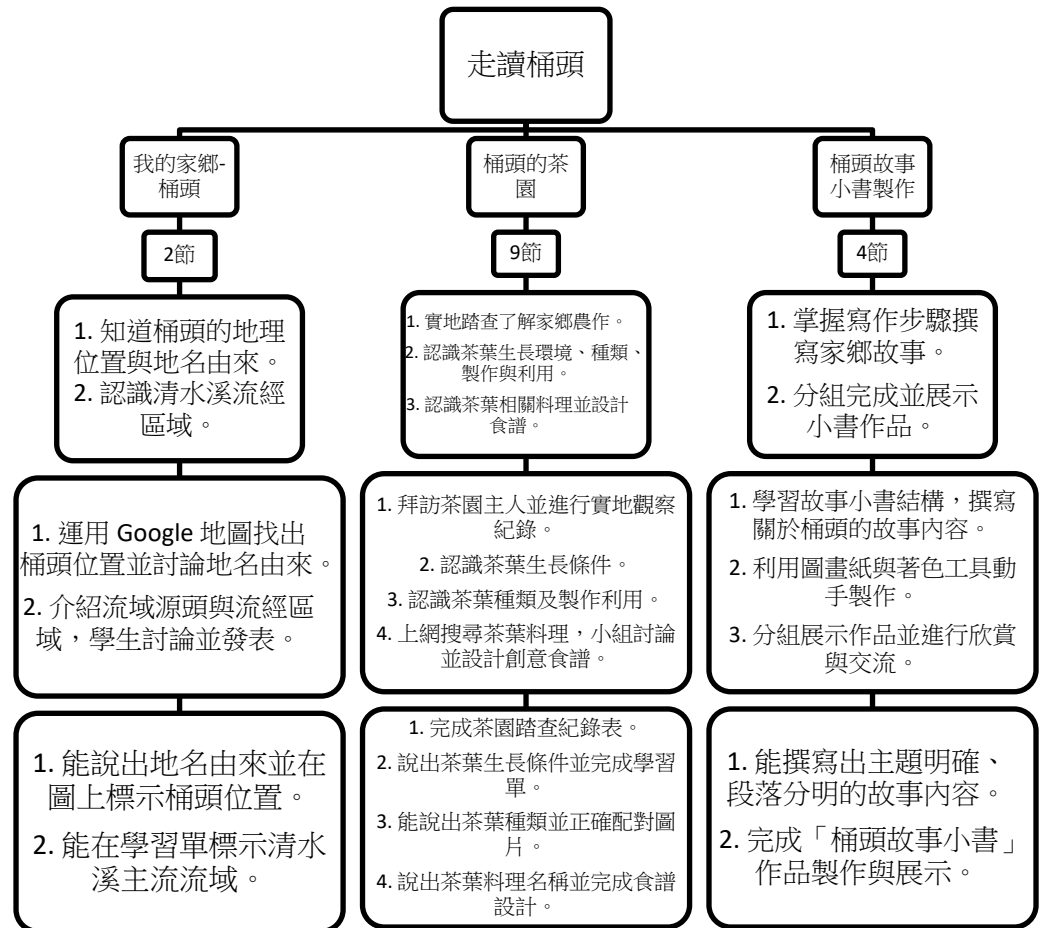 走讀桶頭
我的家鄉-
桶頭
2節
1. 知道桶頭的地理
位置與地名由來。
2. 認識清水溪流經
區域。
1. 運用 Google 地圖找出
桶頭位置並討論地名由來。
2. 介紹流域源頭與流經區
域，學生討論並發表。
1. 能說出地名由來並在
圖上標示桶頭位置。
2. 能在學習單標示清水
溪主流流域。
桶頭的茶
園
9節
1. 實地踏查了解家鄉農作。
2. 認識茶葉生長環境、種類、
製作與利用。
3. 認識茶葉相關料理並設計
食譜。
1. 拜訪茶園主人並進行實地觀察
紀錄。
2. 認識茶葉生長條件。
3. 認識茶葉種類及製作利用。
4. 上網搜尋茶葉料理，小組討論
並設計創意食譜。
1. 完成茶園踏查紀錄表。
2. 說出茶葉生長條件並完成學習
單。
3. 能說出茶葉種類並正確配對圖
片。
4. 說出茶葉料理名稱並完成食譜
設計。
桶頭故事
小書製作
4節
1. 掌握寫作步驟撰
寫家鄉故事。
2. 分組完成並展示
小書作品。
1. 學習故事小書結構，撰寫
關於桶頭的故事內容。
2. 利用圖畫紙與著色工具動
手製作。
3. 分組展示作品並進行欣賞
與交流。
1. 能撰寫出主題明確、
段落分明的故事內容。
2. 完成「桶頭故事小書」
作品製作與展示。